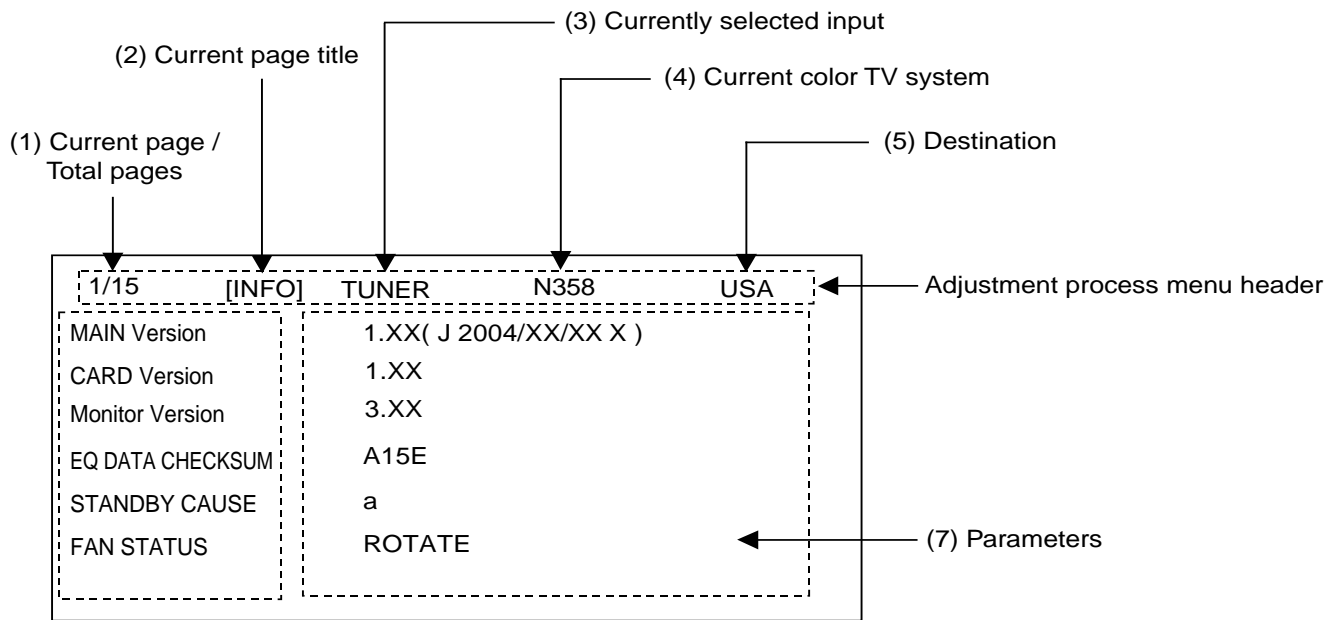 (3) Currently selected input
(2) Current page title
(4) Current color TV system
(1) Current page /
Total pages
(5) Destination
1/15 [INFO] TUNER N358 USA
Adjustment process menu header
MAIN Version 1.XX( J 2004/XX/XX X )
CARD Version 1.XX
Monitor Version 3.XX
EQ DATA CHECKSUM A15E
STANDBY CAUSE a
FAN STATUS ROTATE
(7) Parameters